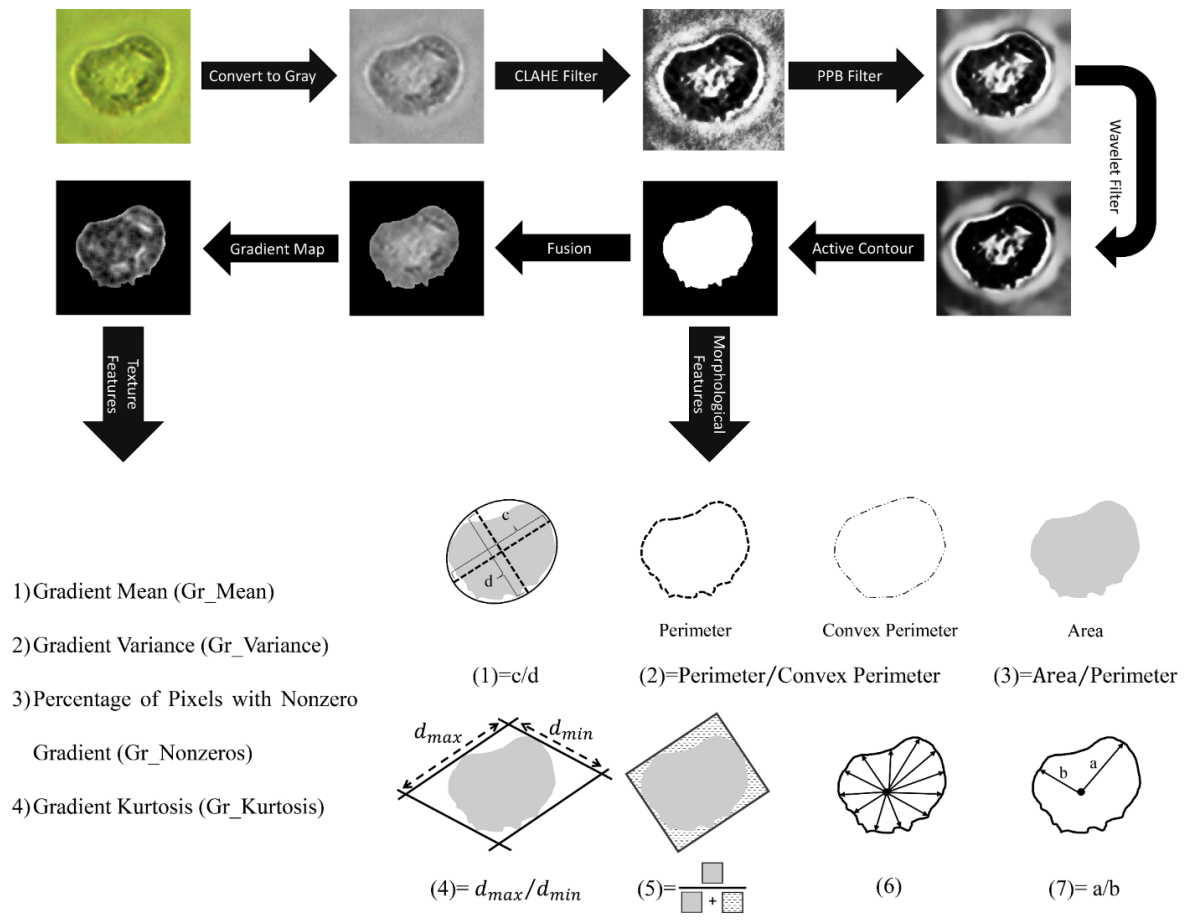 Convert to Gray
CLAHE Filter
PPB Filter
Wavelet Filter
Gradient Map
Fusion
Active Contour
Texture
Features
Morphological
Features
c
d
Perimeter
Convex Perimeter
Area
(1)=c/d
(2)=Perimeter/Convex Perimeter
(3)=Area/Perimeter
1) Gradient Mean (Gr_Mean)
2) Gradient Variance (Gr_Variance)
3) Percentage of Pixels with Nonzero
Gradient (Gr_Nonzeros)
4) Gradient Kurtosis (Gr_Kurtosis)
d_max
d_min
b
a
(4)= d_max/d_min
(5)=
+
(6)
(7)= a/b